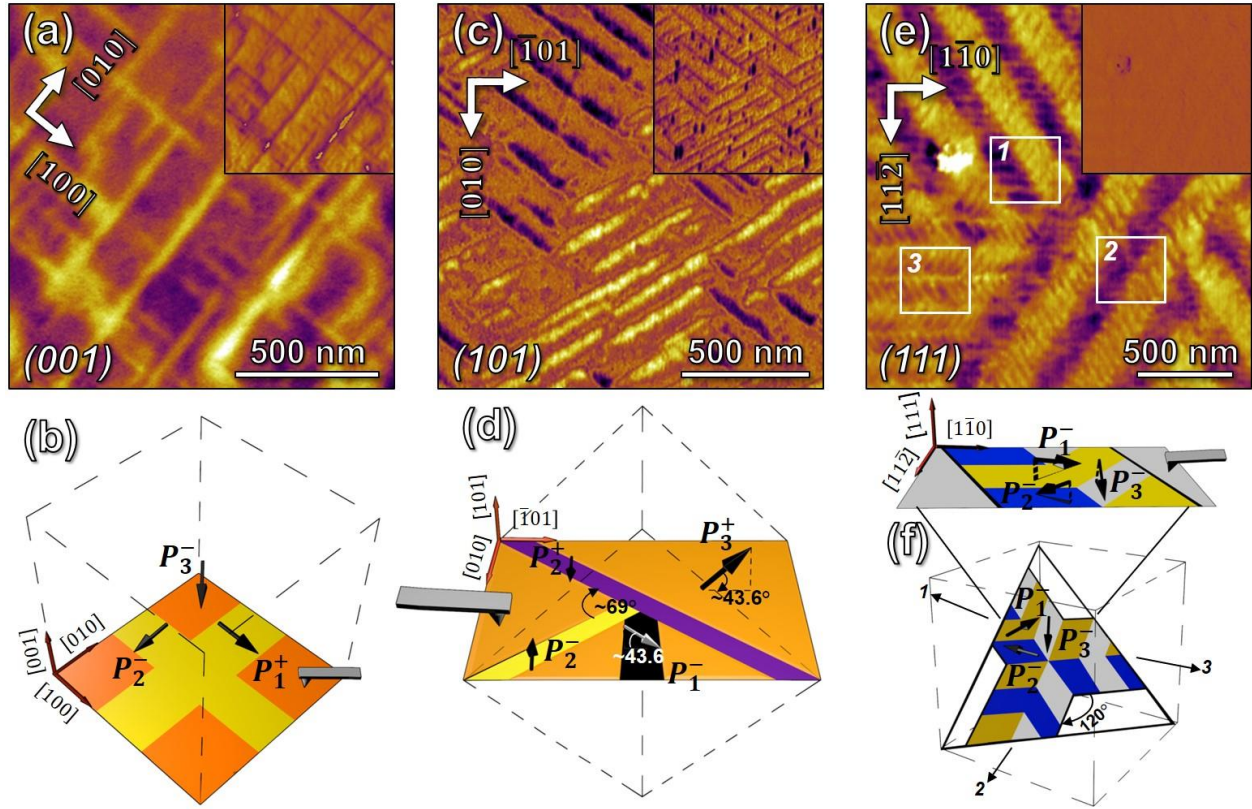 (a)
[010]
[100]
(001)
500 nm
(c)
[1̅01]
[010]
(101)
500 nm
(e)
[11̅0]
[112̅]
1
2
3
(111)
500 nm
(b)
P₃⁻
P₂⁻
P₁⁺
[001]
[010]
[100]
(d)
[101]
[1̅01]
[010]
P₂⁺
P₃⁺
~43.6°
~69°
P₂⁻
~43.6
P₁⁻
[111]
[11̅0]
[112̅]
P₁⁻
P₂⁻
P₃⁻
(f)
1
P₁⁻
P₃⁻
P₂⁻
3
120°
2